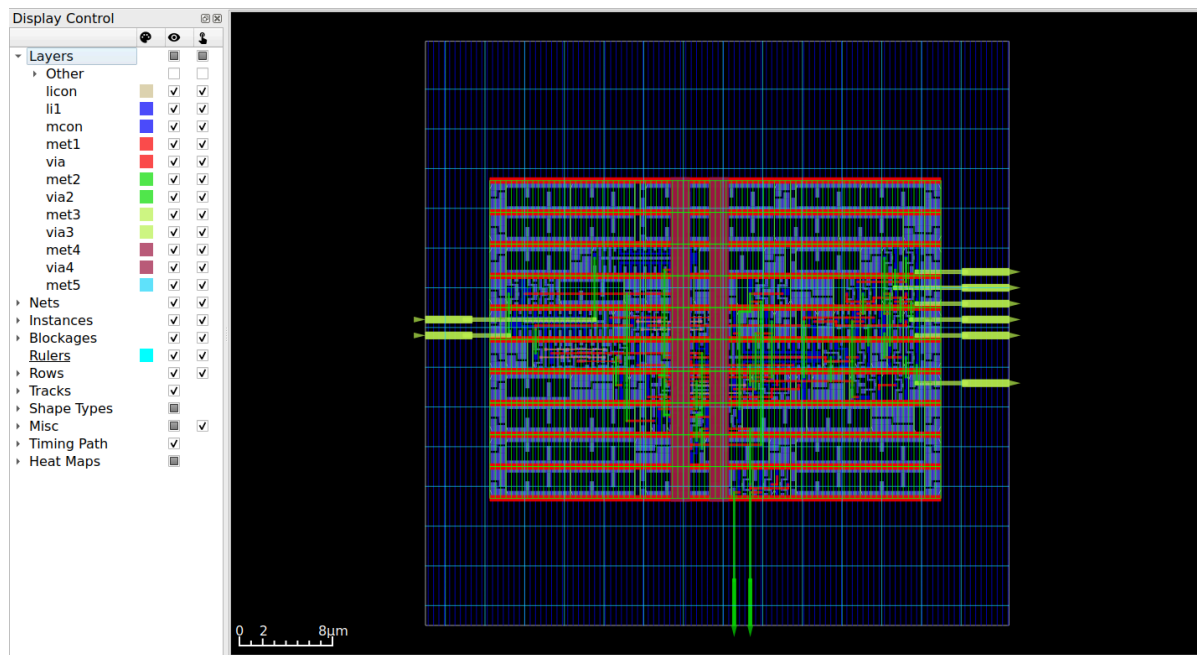 Display Control
Layers
Other
licon
li1
mcon
met1
via
met2
via2
met3
via3
met4
via4
met5
Nets
Instances
Blockages
Rulers
Rows
Tracks
Shape Types
Misc
Timing Path
Heat Maps
0 2 8μm